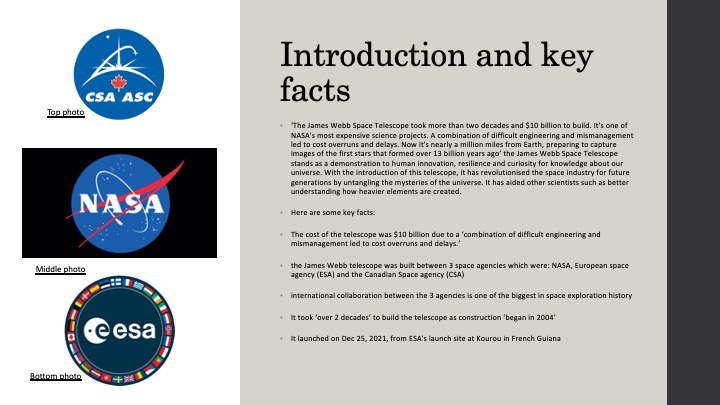 CSA ASC
Top photo
NASA
Middle photo
esa
Bottom photo
Introduction and key
facts
• 'The James Webb Space Telescope took more than two decades and $10 billion to build. It's one of
NASA's most expensive science projects. A combination of difficult engineering and mismanagement
led to cost overruns and delays. Now it's nearly a million miles from Earth, preparing to capture
images of the first stars that formed over 13 billion years ago' the James Webb Space Telescope
stands as a demonstration to human innovation, resilience and curiosity for knowledge about our
universe. With the introduction of this telescope, it has revolutionised the space industry for future
generations by untangling the mysteries of the universe. It has aided other scientists such as better
understanding how heavier elements are created.
• Here are some key facts:
• The cost of the telescope was $10 billion due to a 'combination of difficult engineering and
mismanagement led to cost overruns and delays.'
• the James Webb telescope was built between 3 space agencies which were: NASA, European space
agency (ESA) and the Canadian Space agency (CSA)
• international collaboration between the 3 agencies is one of the biggest in space exploration history
• It took 'over 2 decades' to build the telescope as construction 'began in 2004'
• It launched on Dec 25, 2021, from ESA's launch site at Kourou in French Guiana